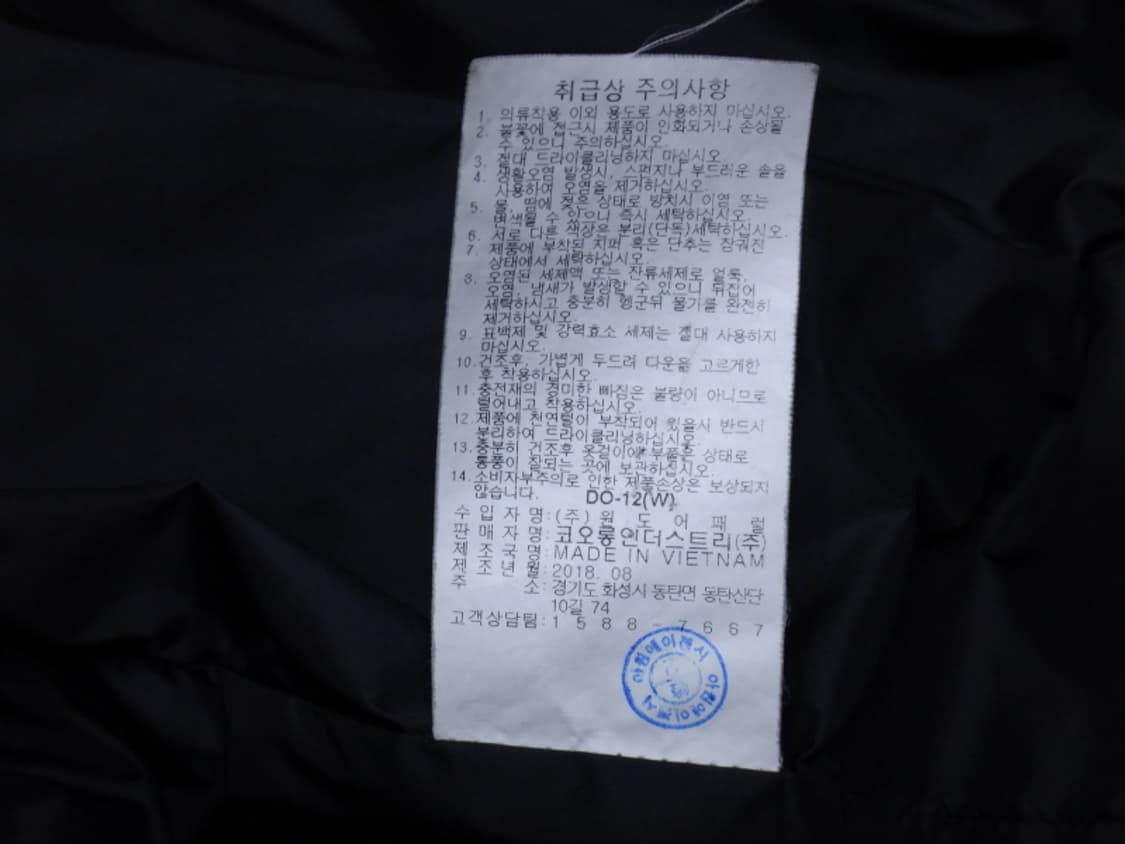 취급상 주의사항
1. 의류착용 이외 용도로 사용하지 마십시오.
2. 불꽃에 접근시 제품이 인화되거나 손상될
수 있으니 주의하십시오.
3. 절대 드라이클리닝하지 마십시오.
4. 생활오염 발생시, 스펀지나 부드러운 솔을
사용하여 오염을 제거하십시오.
5. 물, 땀에 젖은 상태로 방치시 이염 또는
변색될 수 있으니 즉시 세탁하십시오.
6. 서로 다른 색상은 분리(단독)세탁하십시오.
7. 제품에 부착된 지퍼 혹은 단추는 잠궈진
상태에서 세탁하십시오.
8. 오염된 세제액 또는 잔류세제로 얼룩,
오염, 냄새가 발생할 수 있으니 뒤집어
세탁하시고 충분히 헹군뒤 물기를 완전히
제거하십시오.
9. 표백제 및 강력효소 세제는 절대 사용하지
마십시오.
10. 건조후, 가볍게 두드려 다운을 고르게한
후 착용하십시오.
11. 충전재의 경미한 빠짐은 불량이 아니므로
털어내고 착용하십시오.
12. 제품에 천연털이 부착되어 있을시 반드시
분리하여 드라이클리닝하십시오.
13. 충분히 건조후 옷걸이에 부풀은 상태로
통풍이 잘되는 곳에 보관하십시오.
14. 소비자부주의로 인한 제품손상은 보상되지
않습니다. DO-12(W)
수 입 자 명 : (주) 원 도 어 패 럴
판 매 자 명 : 코오롱인더스트리(주)
제 조 국 명 : MADE IN VIETNAM
제 조 년 월 : 2018. 08
주 소 : 경기도 화성시 동탄면 동탄산단
10길 74
고객상담팀 : 1 5 8 8 - 7 6 6 7
아침에이젠시 아침에이젠시